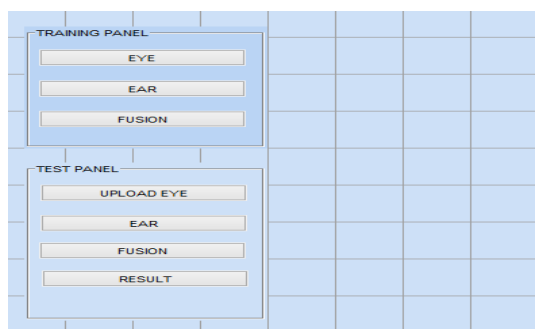 TRAINING PANEL
EYE
EAR
FUSION
TEST PANEL
UPLOAD EYE
EAR
FUSION
RESULT